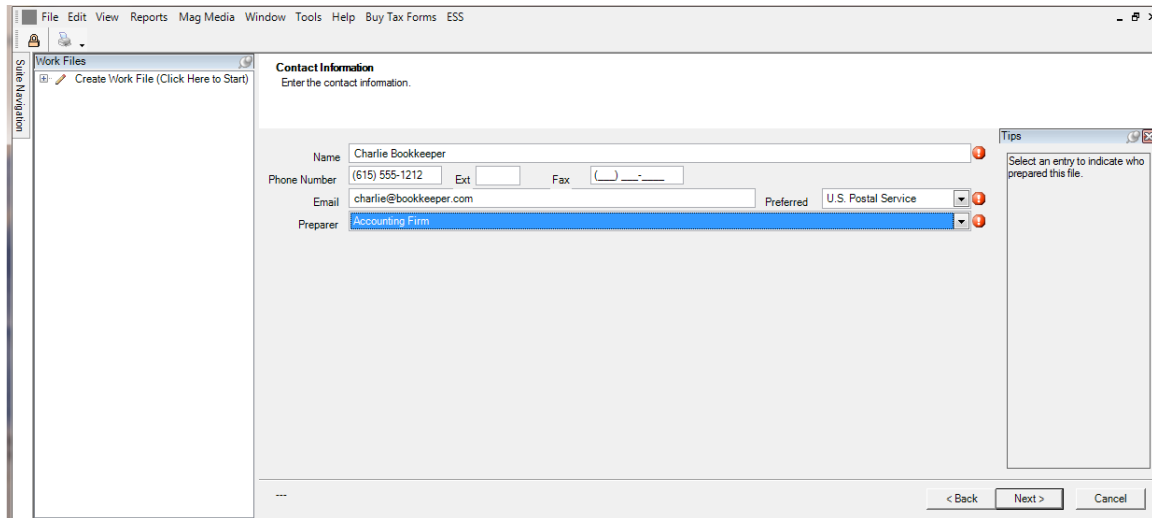 File Edit View Reports Mag Media Window Tools Help Buy Tax Forms ESS
Suite Navigation
Work Files
Create Work File (Click Here to Start)
Contact Information
Enter the contact information.
Name Charlie Bookkeeper
Phone Number (615) 555-1212 Ext Fax (___) ___-____
Email charlie@bookkeeper.com Preferred U.S. Postal Service
Preparer Accounting Firm
Tips
Select an entry to indicate who
prepared this file.
---
< Back Next > Cancel